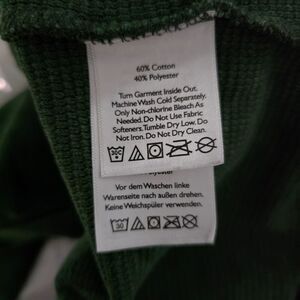 60% Cotton
40% Polyester
Turn Garment Inside Out.
Machine Wash Cold Separately.
Only Non-chlorine Bleach As
Needed. Do Not Use Fabric
Softeners. Tumble Dry Low. Do
Not Iron. Do Not Dry Clean.
30C
Polyester
Vor dem Waschen linke
Warenseite nach außen drehen.
Keine Weichspüler verwenden.
30